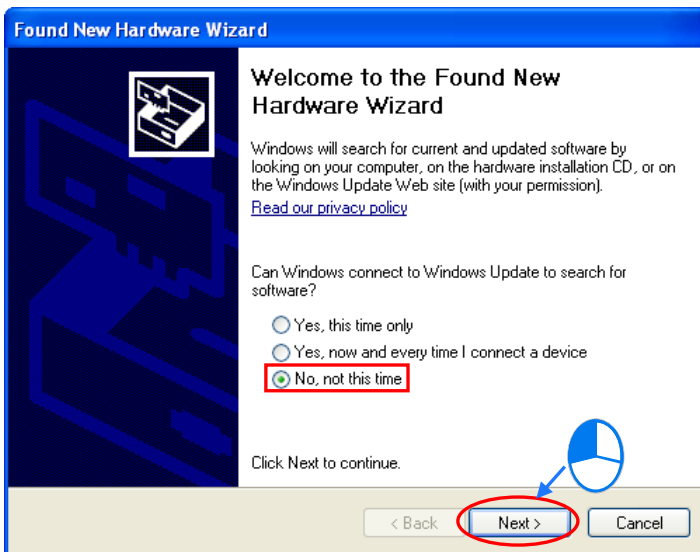 Found New Hardware Wizard
Welcome to the Found New
Hardware Wizard
Windows will search for current and updated software by
looking on your computer, on the hardware installation CD, or on
the Windows Update Web site (with your permission).
Read our privacy policy
Can Windows connect to Windows Update to search for
software?
Yes, this time only
Yes, now and every time I connect a device
No, not this time
Click Next to continue.
< Back Next > Cancel